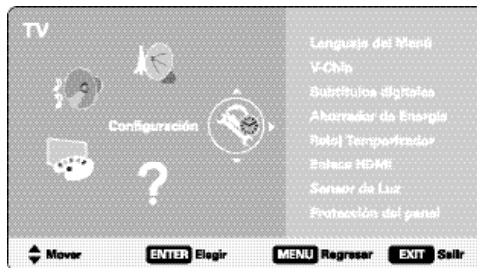 TV
Configuración
Lenguaje del Menú
V-Chip
Subtítulos digitales
Ahorrador de Energía
Reloj Temporizador
Enlace HDMI
Sensor de Luz
Protección del panel
?
Mover ENTER Elegir MENU Regresar EXIT Salir